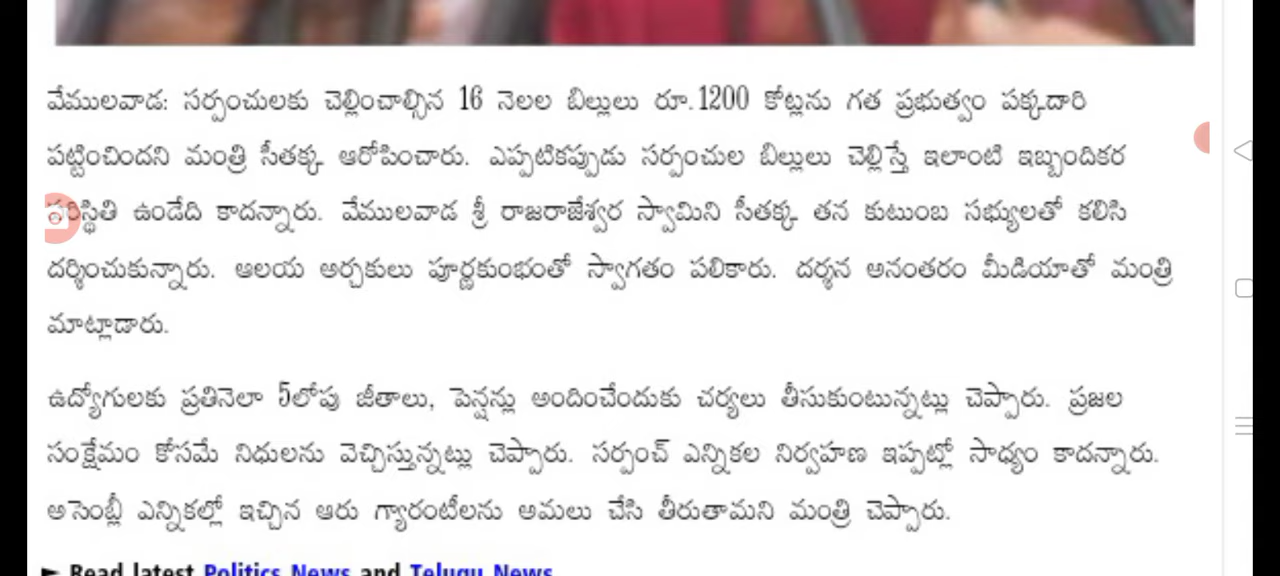 వేములవాడ: సర్పంచులకు చెల్లించాల్సిన 16 నెలల బిల్లులు రూ.1200 కోట్లను గత ప్రభుత్వం పక్కదారి
పట్టించిందని మంత్రి సీతక్క ఆరోపించారు. ఎప్పటికప్పుడు సర్పంచుల బిల్లులు చెల్లిస్తే ఇలాంటి ఇబ్బందికర
పరిస్థితి ఉండేది కాదన్నారు. వేములవాడ శ్రీ రాజరాజేశ్వర స్వామిని సీతక్క తన కుటుంబ సభ్యులతో కలిసి
దర్శించుకున్నారు. ఆలయ అర్చకులు పూర్ణకుంభంతో స్వాగతం పలికారు. దర్శన అనంతరం మీడియాతో మంత్రి
మాట్లాడారు.
ఉద్యోగులకు ప్రతినెలా 5లోపు జీతాలు, పెన్షన్లు అందించేందుకు చర్యలు తీసుకుంటున్నట్లు చెప్పారు. ప్రజల
సంక్షేమం కోసమే నిధులను వెచ్చిస్తున్నట్లు చెప్పారు. సర్పంచ్ ఎన్నికల నిర్వహణ ఇప్పట్లో సాధ్యం కాదన్నారు.
అసెంబ్లీ ఎన్నికల్లో ఇచ్చిన ఆరు గ్యారంటీలను అమలు చేసి తీరుతామని మంత్రి చెప్పారు.
► Read latest Politics News and Telugu News